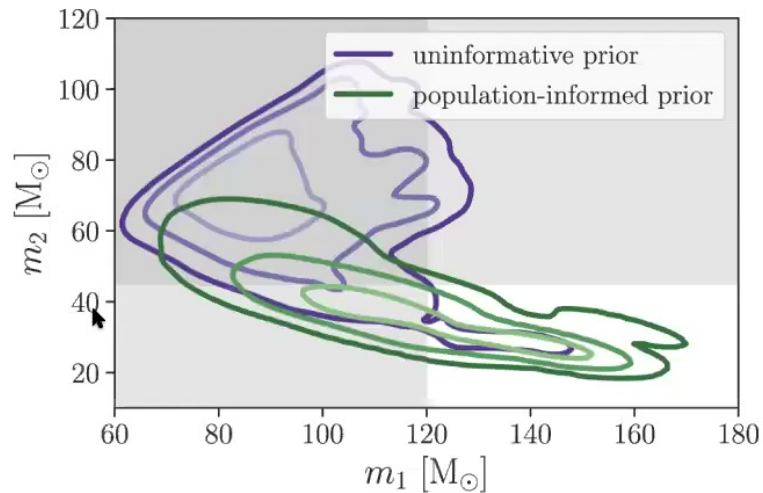 120
100
80
60
40
20
m₂ [M⊙]
uninformative prior
population-informed prior
60 80 100 120 140 160 180
m₁ [M⊙]